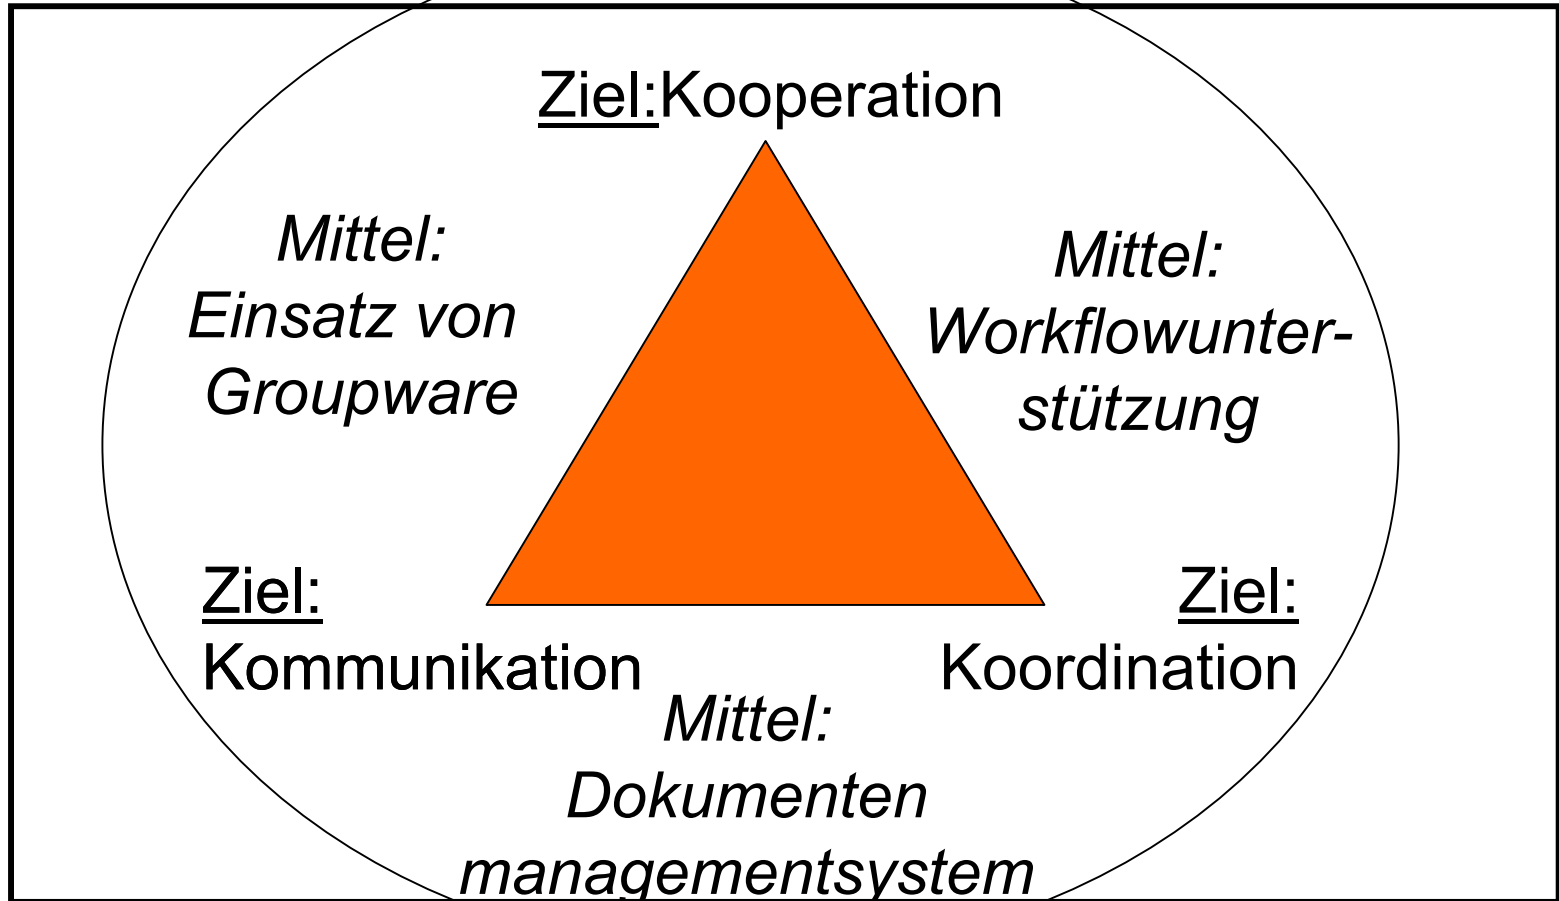 Ziel:Kooperation
Mittel:
Einsatz von
Groupware
Mittel:
Workflowunter-
stützung
Ziel:
Kommunikation
Ziel:
Koordination
Mittel:
Dokumenten
managementsystem